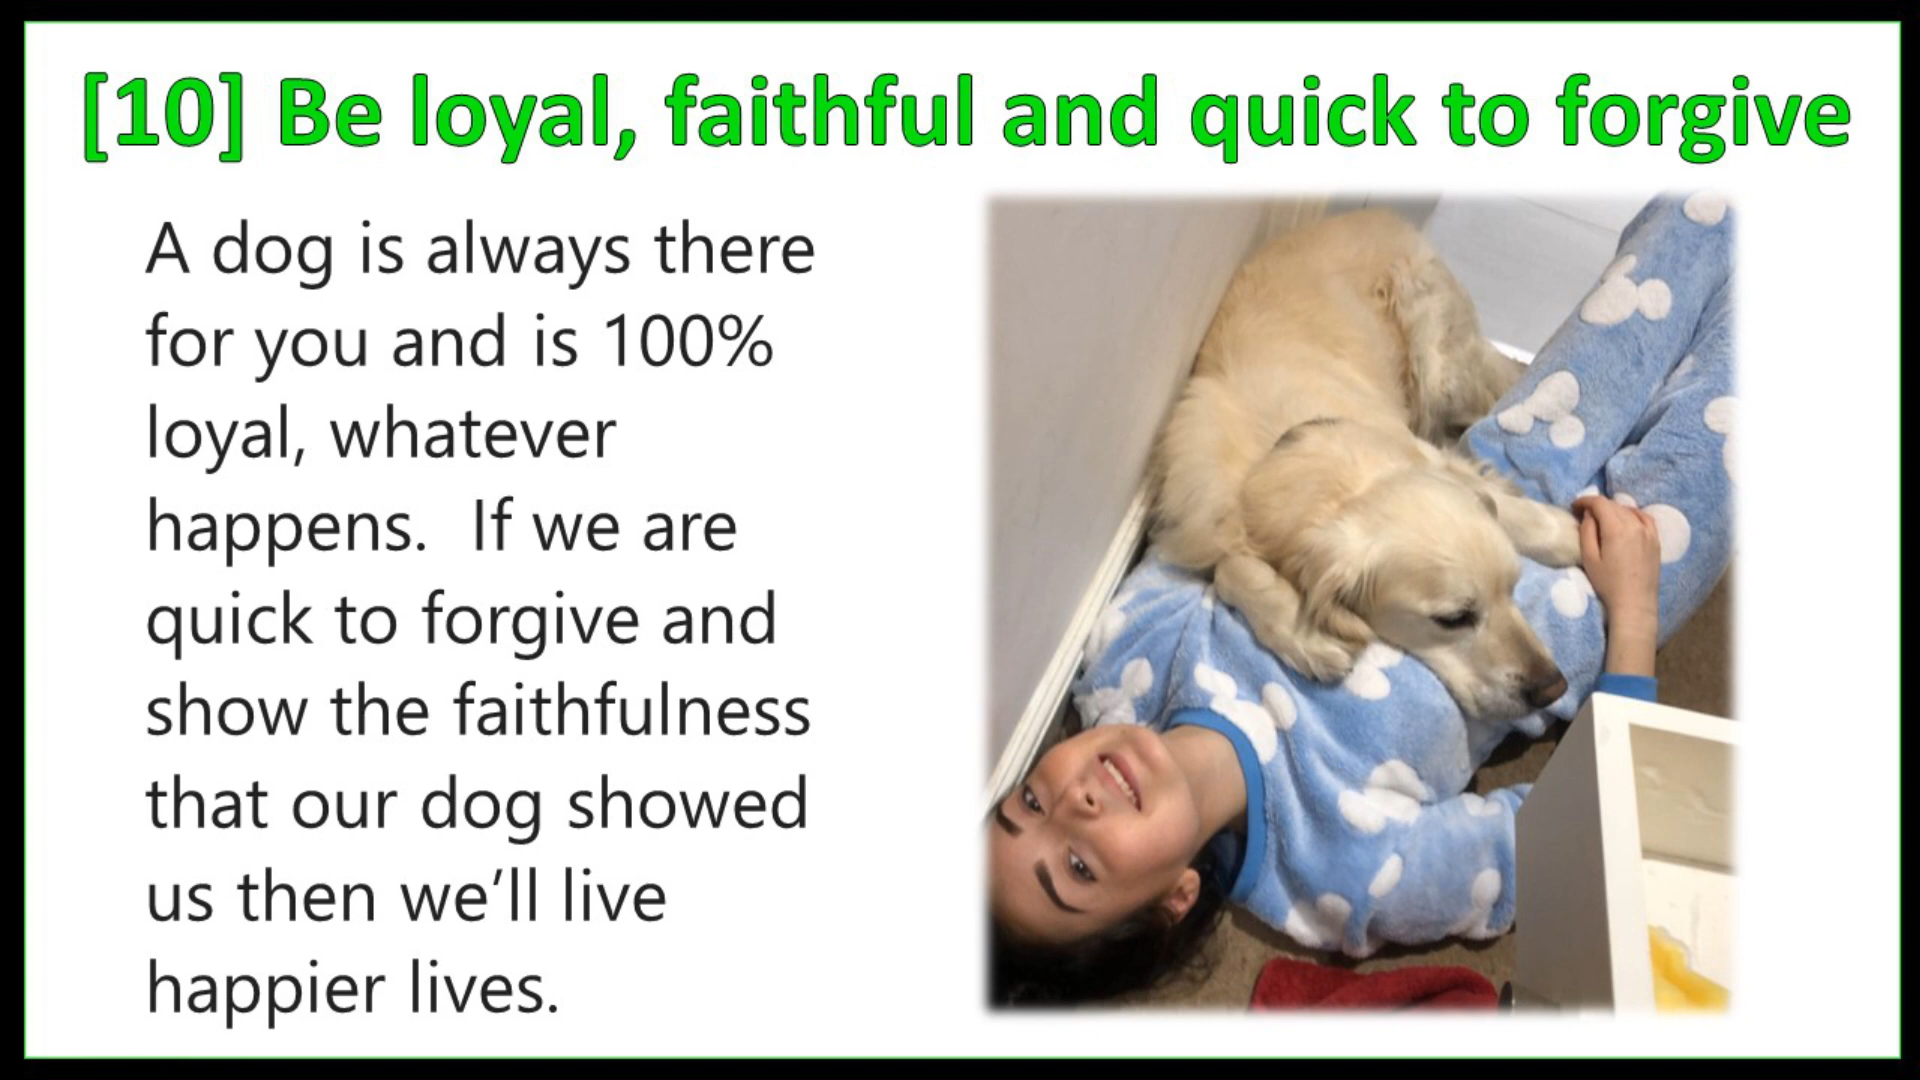 [10] Be loyal, faithful and quick to forgive
A dog is always there
for you and is 100%
loyal, whatever
happens.  If we are
quick to forgive and
show the faithfulness
that our dog showed
us then we’ll live
happier lives.